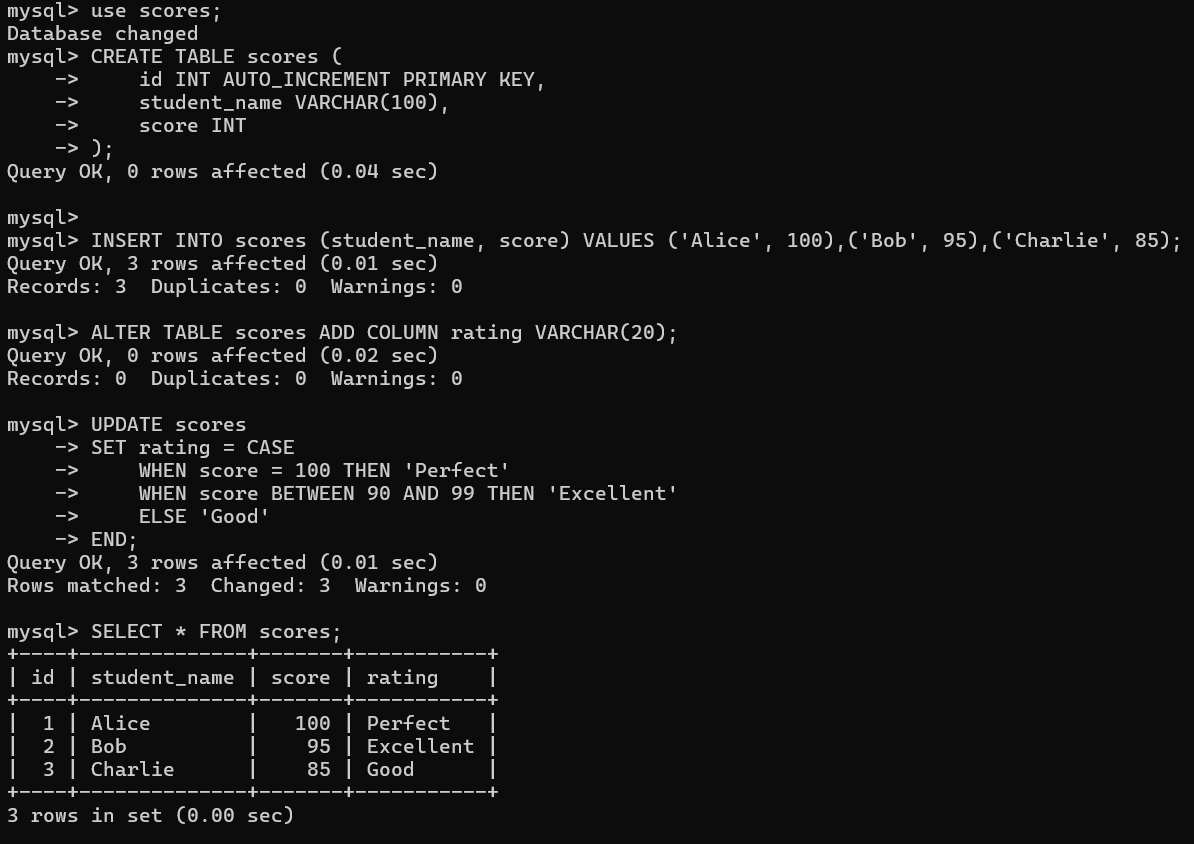 mysql> use scores;
Database changed
mysql> CREATE TABLE scores (
    ->     id INT AUTO_INCREMENT PRIMARY KEY,
    ->     student_name VARCHAR(100),
    ->     score INT
    -> );
Query OK, 0 rows affected (0.04 sec)

mysql>
mysql> INSERT INTO scores (student_name, score) VALUES ('Alice', 100),('Bob', 95),('Charlie', 85);
Query OK, 3 rows affected (0.01 sec)
Records: 3  Duplicates: 0  Warnings: 0

mysql> ALTER TABLE scores ADD COLUMN rating VARCHAR(20);
Query OK, 0 rows affected (0.02 sec)
Records: 0  Duplicates: 0  Warnings: 0

mysql> UPDATE scores
    -> SET rating = CASE
    ->     WHEN score = 100 THEN 'Perfect'
    ->     WHEN score BETWEEN 90 AND 99 THEN 'Excellent'
    ->     ELSE 'Good'
    -> END;
Query OK, 3 rows affected (0.01 sec)
Rows matched: 3  Changed: 3  Warnings: 0

mysql> SELECT * FROM scores;
+----+--------------+-------+-----------+
| id | student_name | score | rating    |
+----+--------------+-------+-----------+
|  1 | Alice        |   100 | Perfect   |
|  2 | Bob          |    95 | Excellent |
|  3 | Charlie      |    85 | Good      |
+----+--------------+-------+-----------+
3 rows in set (0.00 sec)